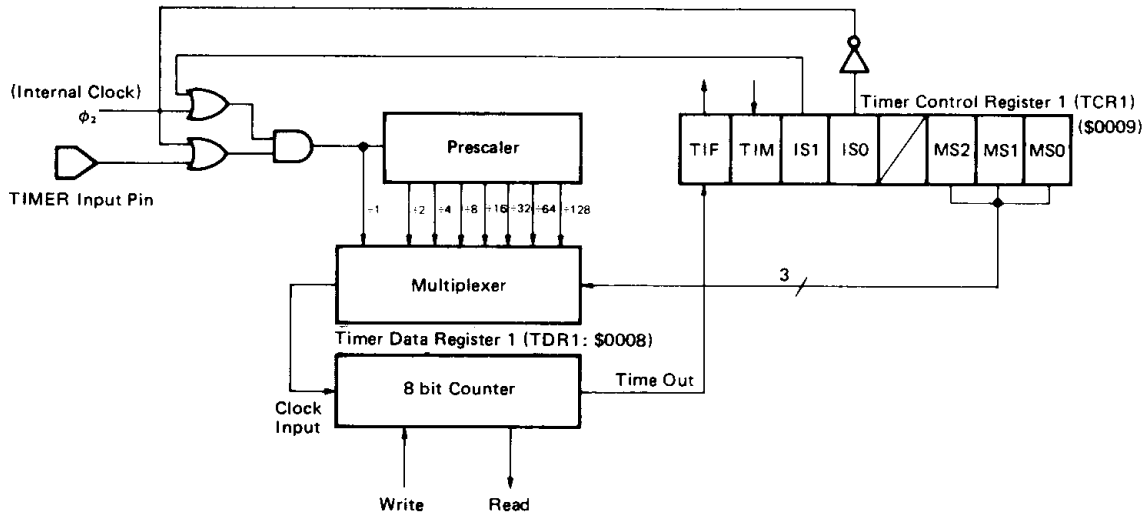 (Internal Clock)
φ₂
TIMER Input Pin
Prescaler
÷1 ÷2 ÷4 ÷8 ÷16 ÷32 ÷64 ÷128
Multiplexer
Timer Control Register 1 (TCR1)
($0009)
TIF TIM IS1 IS0 MS2 MS1 MS0
3
Timer Data Register 1 (TDR1: $0008)
8 bit Counter
Time Out
Clock
Input
Write
Read